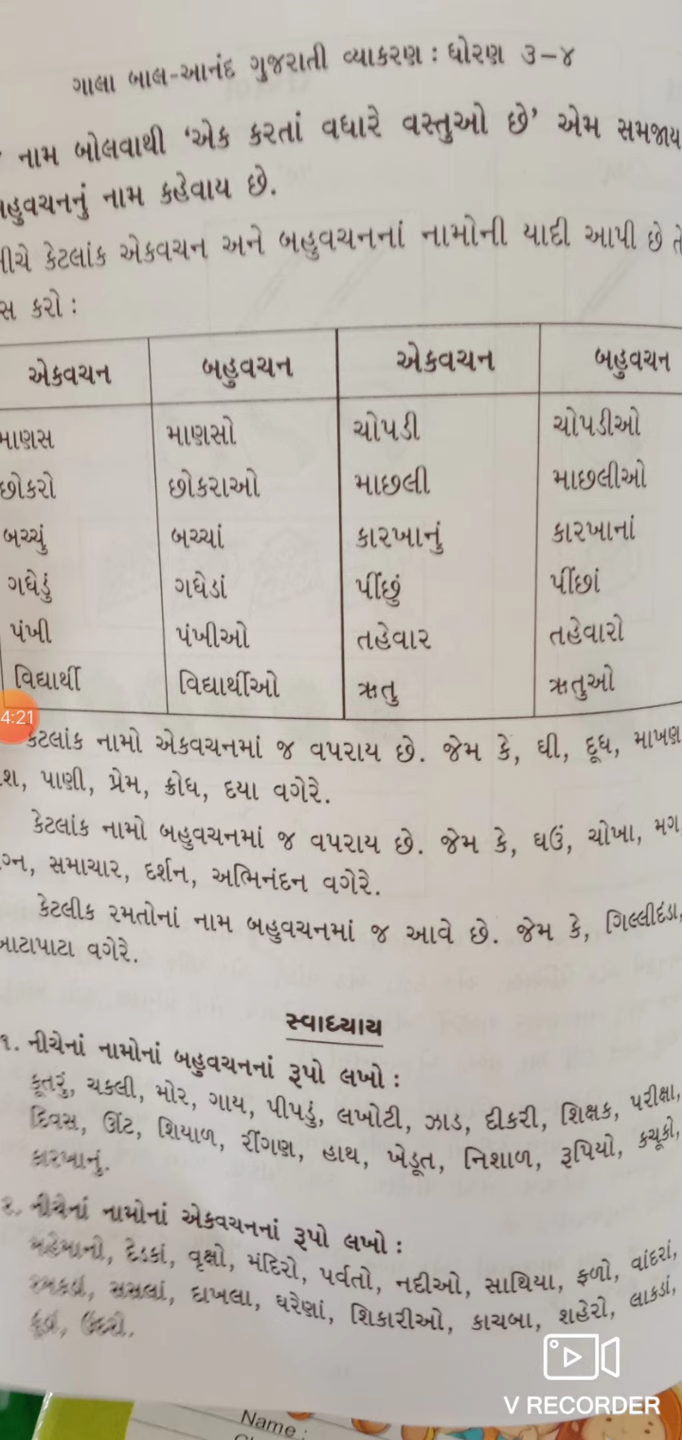 ગાલા બાલ-આનંદ ગુજરાતી વ્યાકરણ : ધોરણ ૩–૪
નામ બોલવાથી ‘એક કરતાં વધારે વસ્તુઓ છે’ એમ સમજાય
બહુવચનનું નામ કહેવાય છે.
નીચે કેટલાંક એકવચન અને બહુવચનનાં નામોની યાદી આપી છે તે
સ કરો :
એકવચન બહુવચન એકવચન બહુવચન
માણસ માણસો ચોપડી ચોપડીઓ
છોકરો છોકરાઓ માછલી માછલીઓ
બચ્ચું બચ્ચાં કારખાનું કારખાનાં
ગધેડું ગધેડાં પીંછું પીંછાં
પંખી પંખીઓ તહેવાર તહેવારો
વિદ્યાર્થી વિદ્યાર્થીઓ ઋતુ ઋતુઓ
4:21
કેટલાંક નામો એકવચનમાં જ વપરાય છે. જેમ કે, ઘી, દૂધ, માખણ
શ, પાણી, પ્રેમ, ક્રોધ, દયા વગેરે.
કેટલાંક નામો બહુવચનમાં જ વપરાય છે. જેમ કે, ઘઉં, ચોખા, મગ,
ગ્ન, સમાચાર, દર્શન, અભિનંદન વગેરે.
કેટલીક રમતોનાં નામ બહુવચનમાં જ આવે છે. જેમ કે, ગિલ્લીદંડા,
આટાપાટા વગેરે.
સ્વાધ્યાય
૧. નીચેનાં નામોનાં બહુવચનનાં રૂપો લખો :
કૂતરું, ચકલી, મોર, ગાય, પીપડું, લખોટી, ઝાડ, દીકરી, શિક્ષક, પરીક્ષા,
દિવસ, ઊંટ, શિયાળ, રીંગણ, હાથ, ખેડૂત, નિશાળ, રૂપિયો, કચૂકો,
કારખાનું.
૨. નીચેનાં નામોનાં એકવચનનાં રૂપો લખો :
મહેમાનો, દેડકાં, વૃક્ષો, મંદિરો, પર્વતો, નદીઓ, સાથિયા, ફળો, વાંદરાં,
રમકડાં, સસલાં, દાખલા, ઘરેણાં, શિકારીઓ, કાચબા, શહેરો, લાકડાં,
ઉંદરો.
V RECORDER
Name :